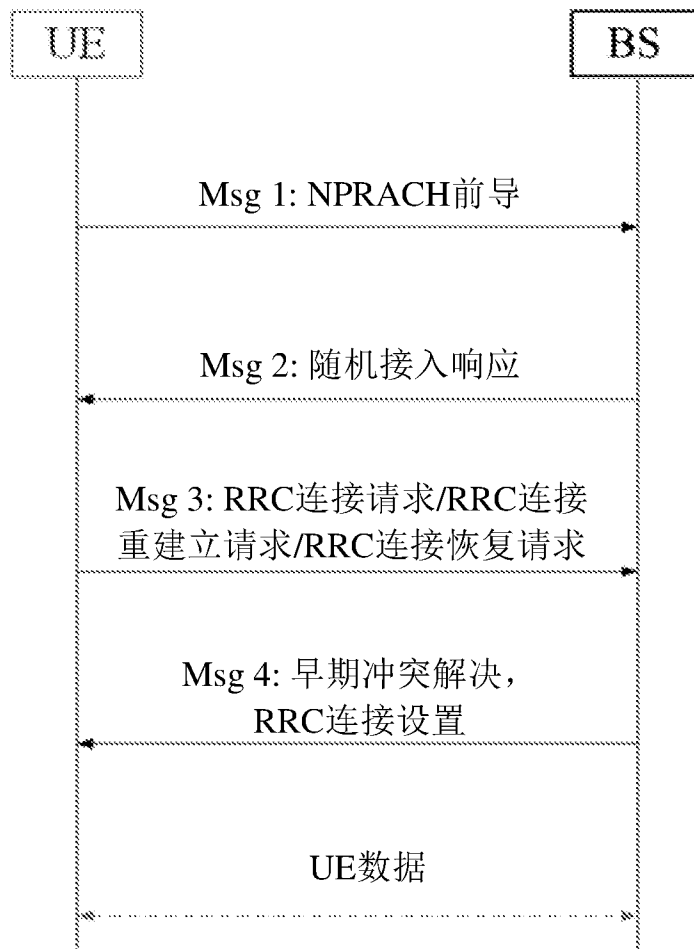 UE
BS
Msg 1: NPRACH前导
Msg 2: 随机接入响应
Msg 3: RRC连接请求/RRC连接
重建立请求/RRC连接恢复请求
Msg 4: 早期冲突解决，
RRC连接设置
UE数据